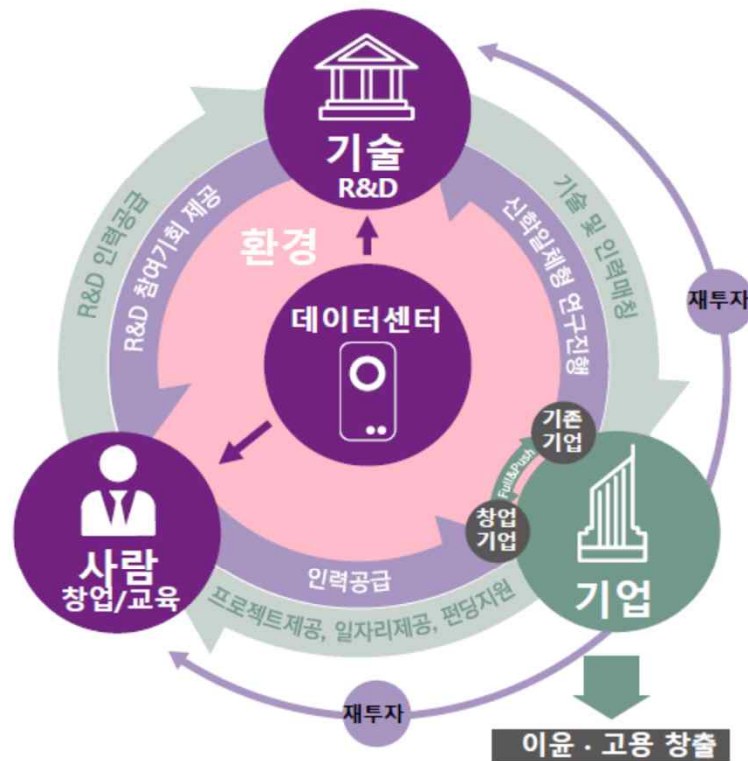 기술
R&D
R&D 인력공급
R&D 참여기회 제공
환경
신학일체형 연구진행
기술 및 인력매칭
재투자
데이터센터
기존
기업
Full&Push
창업
기업
사람
창업/교육
인력공급
프로젝트제공, 일자리제공, 펀딩지원
기업
재투자
이윤 · 고용 창출